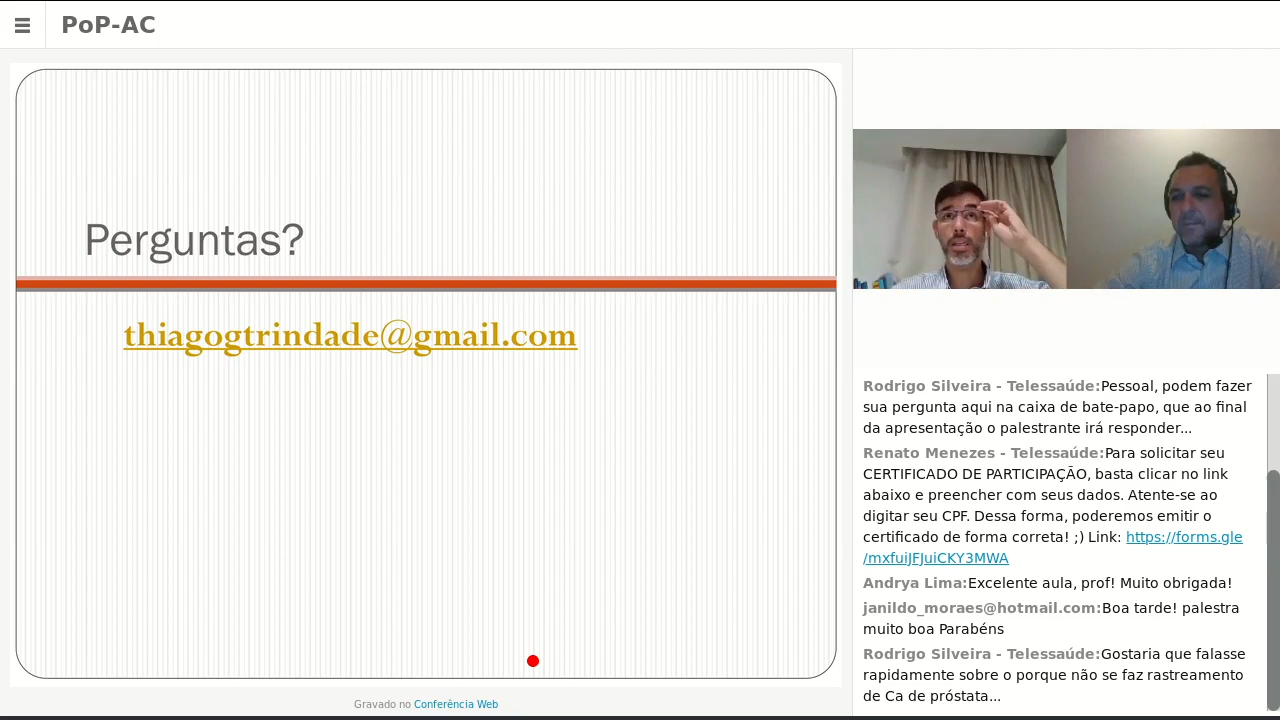 PoP-AC
Perguntas?
thiagogtrindade@gmail.com
Gravado no Conferência Web
Rodrigo Silveira - Telessaúde:Pessoal, podem fazer
sua pergunta aqui na caixa de bate-papo, que ao final
da apresentação o palestrante irá responder...
Renato Menezes - Telessaúde:Para solicitar seu
CERTIFICADO DE PARTICIPAÇÃO, basta clicar no link
abaixo e preencher com seus dados. Atente-se ao
digitar seu CPF. Dessa forma, poderemos emitir o
certificado de forma correta! ;) Link: https://forms.gle
/mxfuiJFJuiCKY3MWA
Andrya Lima:Excelente aula, prof! Muito obrigada!
janildo_moraes@hotmail.com:Boa tarde! palestra
muito boa Parabéns
Rodrigo Silveira - Telessaúde:Gostaria que falasse
rapidamente sobre o porque não se faz rastreamento
de Ca de próstata...